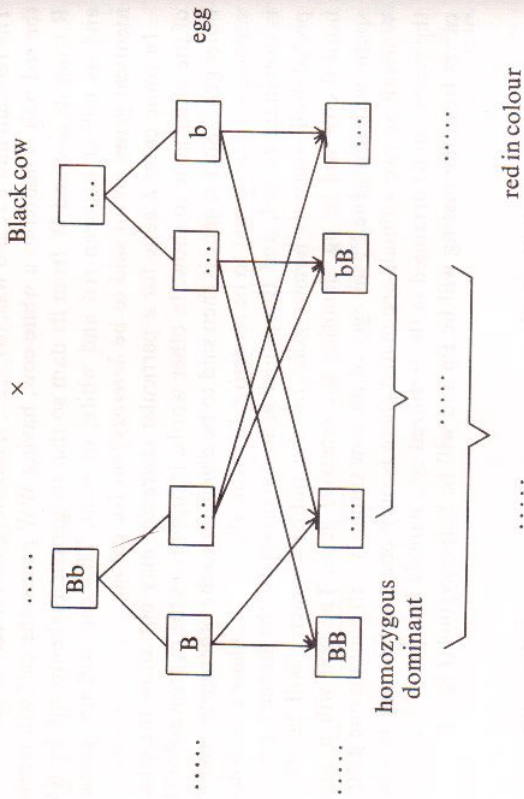 ..... × Black cow
Bb ...
..... B ... ... b egg
..... BB ... bB ...
homozygous
dominant
..... .....
..... red in colour